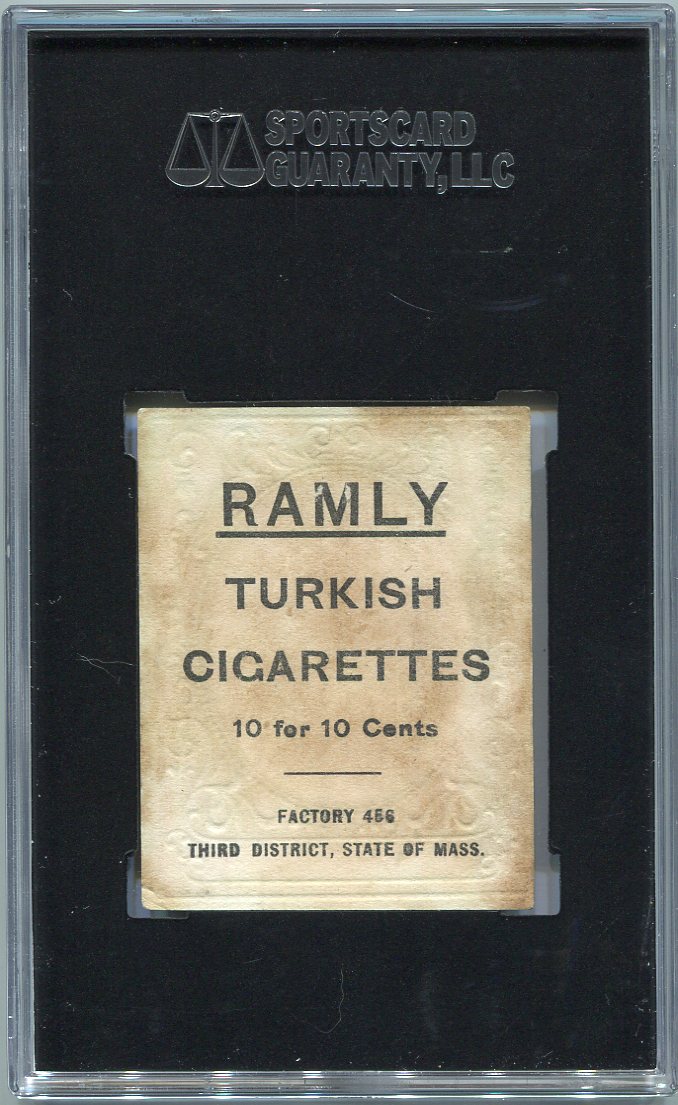 SPORTSCARD
GUARANTY, LLC
RAMLY
TURKISH
CIGARETTES
10 for 10 Cents
FACTORY 456
THIRD DISTRICT, STATE OF MASS.